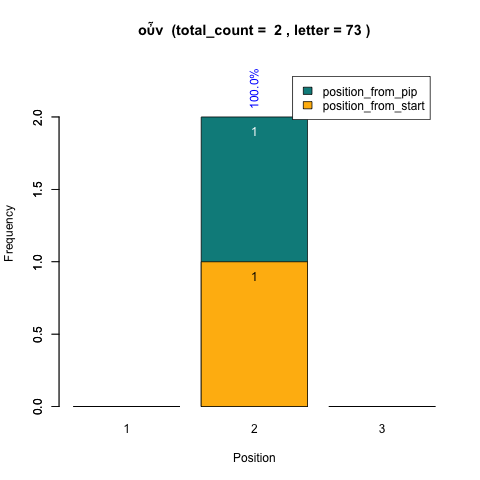 οὖν (total_count = 2 , letter = 73 )
100.0%
position_from_pip
position_from_start
2.0
1.5
1.0
0.5
0.0
Frequency
1
1
1
2
3
Position